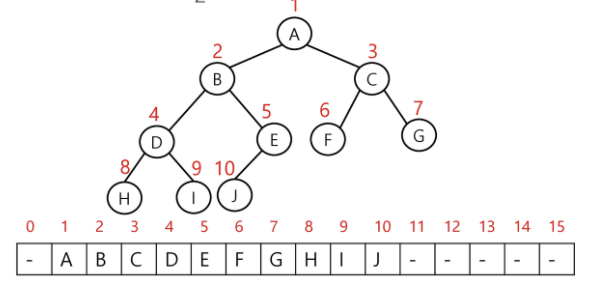 2
1
A
2
3
B
C
4
5
6
7
D
E
F
G
8
9
10
H
I
J
0 1 2 3 4 5 6 7 8 9 10 11 12 13 14 15
- A B C D E F G H I J - - - - -